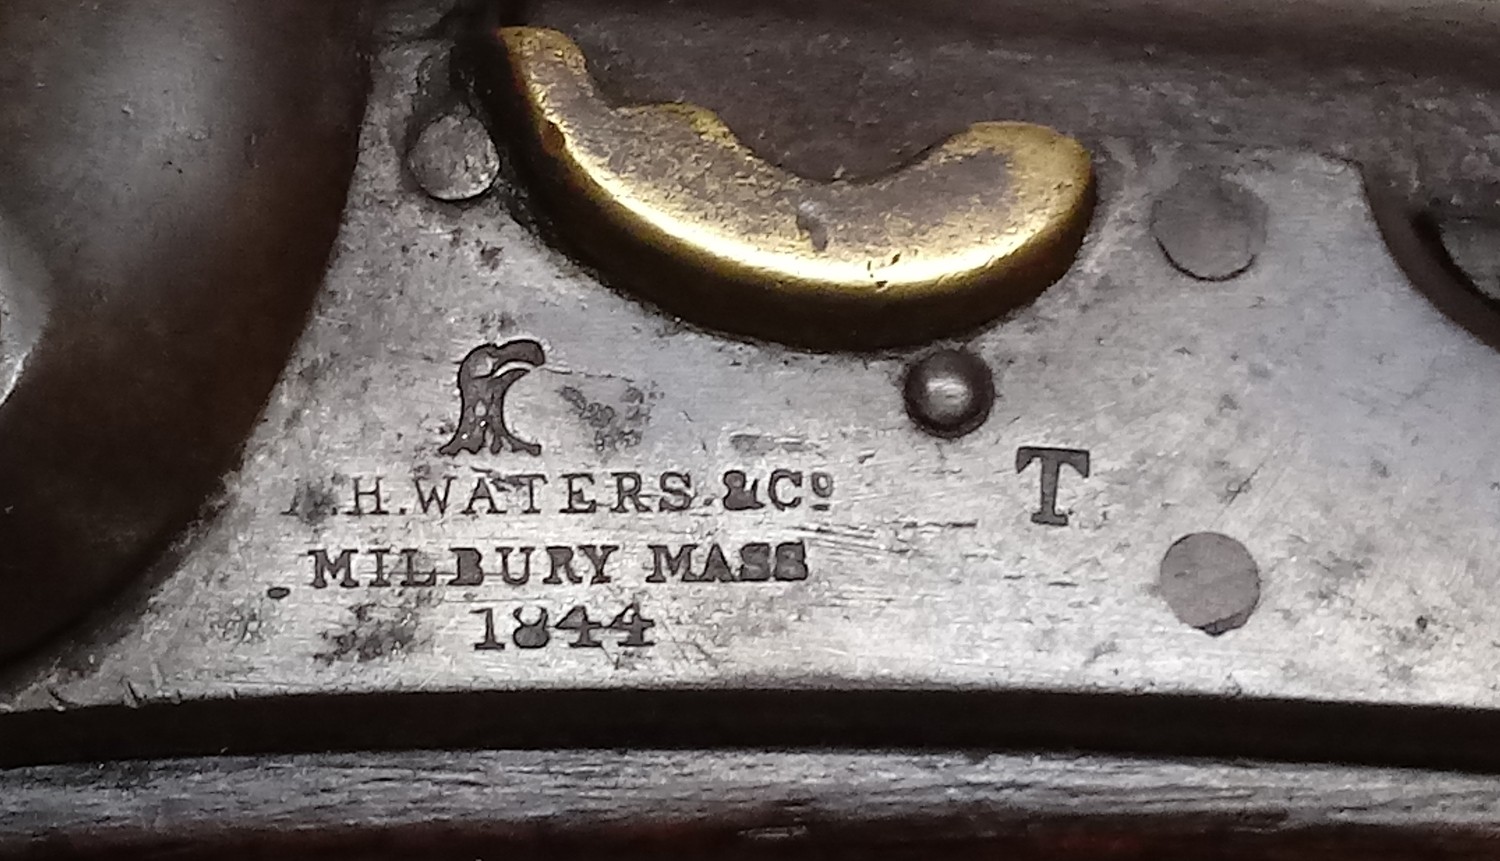 H. WATERS. & Co
T
MILBURY MASS
1844